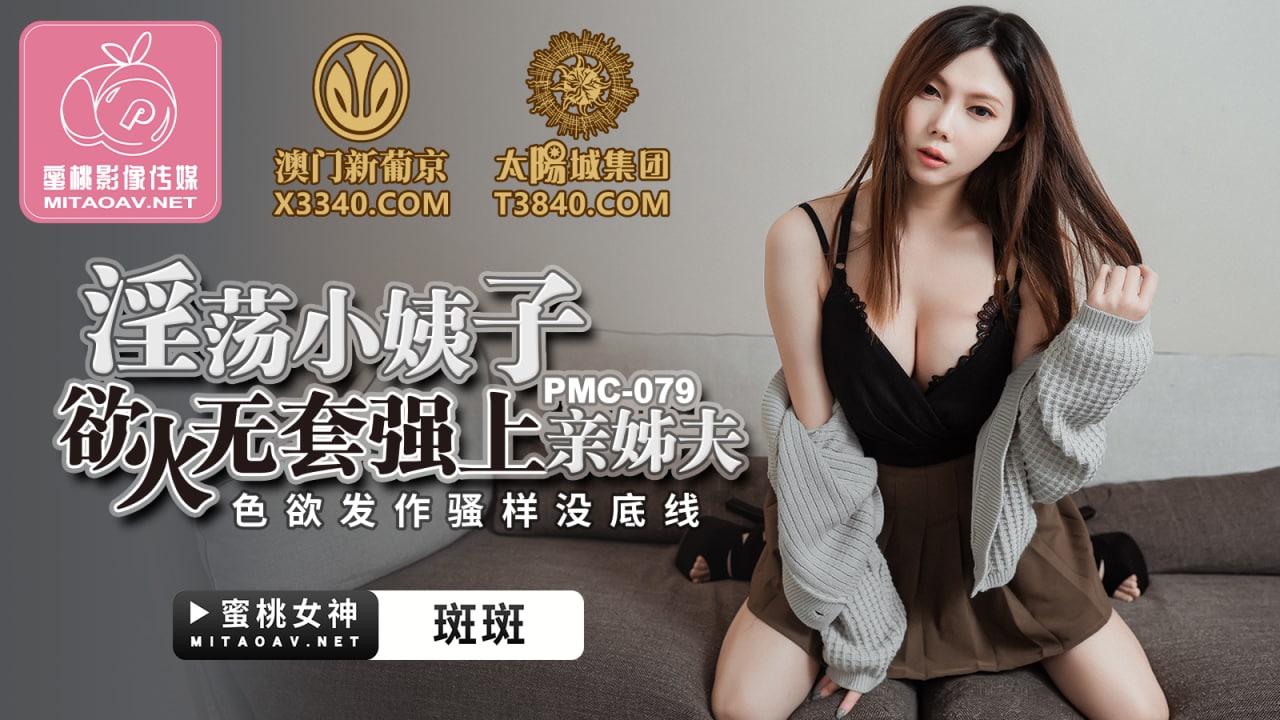 蜜桃影像传媒
MITAOAV.NET
澳门新葡京
X3340.COM
太陽城集团
T3840.COM
淫荡小姨子
PMC-079
欲火无套强上亲姊夫
色欲发作骚样没底线
蜜桃女神
MITAOAV.NET
斑斑